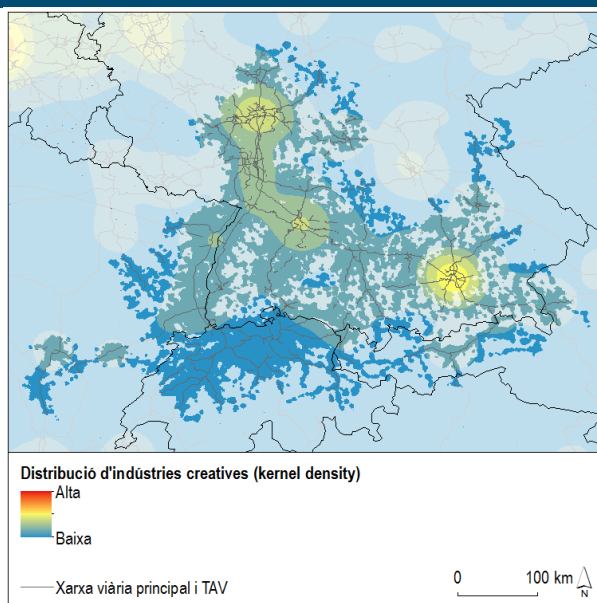 Distribució d'indústries creatives (kernel density)
Alta
Baixa
Xarxa viària principal i TAV
0 100 km
N